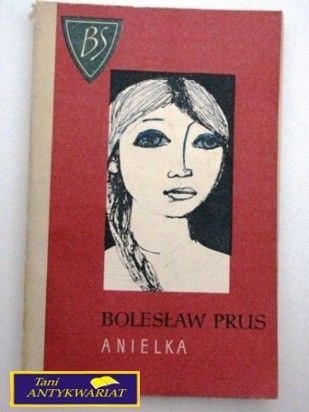 BS
BOLESŁAW PRUS
ANIELKA
Tani
ANTYKWARIAT